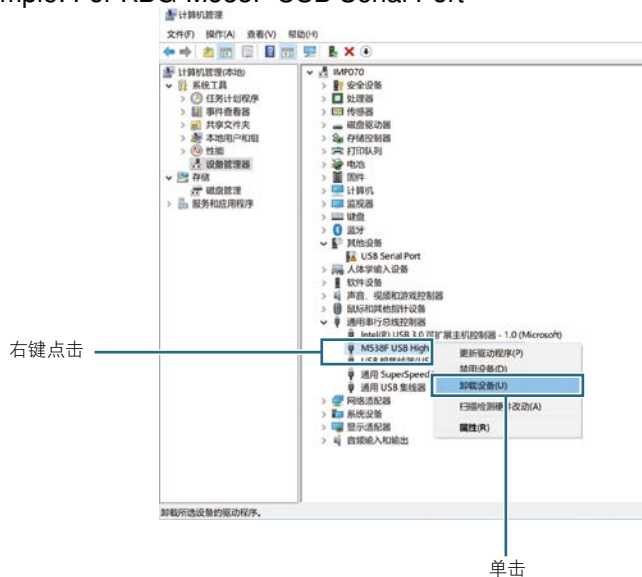 计算机管理
文件(F) 操作(A) 查看(V) 帮助(H)
计算机管理(本地)
系统工具
任务计划程序
事件查看器
共享文件夹
本地用户和组
性能
设备管理器
存储
磁盘管理
服务和应用程序
IMP070
安全设备
处理器
传感器
磁盘驱动器
存储控制器
打印队列
电池
固件
计算机
监视器
键盘
蓝牙
其他设备
USB Serial Port
人体学输入设备
软件设备
声音、视频和游戏控制器
鼠标和其他指针设备
通用串行总线控制器
Intel(R) USB 3.0 可扩展主机控制器 - 1.0 (Microsoft)
M538F USB High
通用 SuperSpeed
通用 USB 集线器
网络适配器
系统设备
显示适配器
音频输入和输出
更新驱动程序(P)
禁用设备(D)
卸载设备(U)
扫描检测硬件改动(A)
属性(R)
右键点击
卸载所选设备的驱动程序。
单击